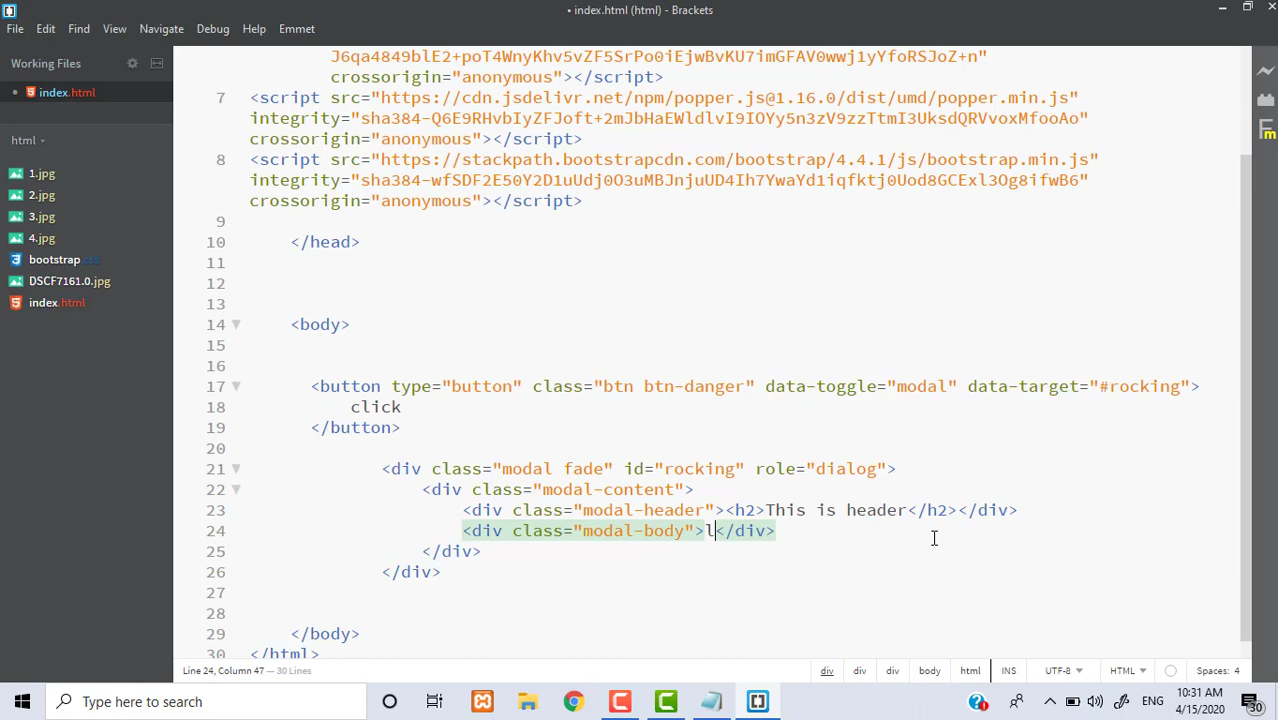 • index.html (html) - Brackets
File Edit Find View Navigate Debug Help Emmet
Working Files
• index.html
html
1.jpg
2.jpg
3.jpg
4.jpg
bootstrap.css
DSCF7161.0.jpg
index.html
J6qa4849blE2+poT4WnyKhv5vZF5SrPo0iEjwBvKU7imGFAV0wwj1yYfoRSJoZ+n"
crossorigin="anonymous"></script>
7 <script src="https://cdn.jsdelivr.net/npm/popper.js@1.16.0/dist/umd/popper.min.js"
integrity="sha384-Q6E9RHvbIyZFJoft+2mJbHaEWldlvI9IOYy5n3zV9zzTtmI3UksdQRVvoxMfooAo"
crossorigin="anonymous"></script>
8 <script src="https://stackpath.bootstrapcdn.com/bootstrap/4.4.1/js/bootstrap.min.js"
integrity="sha384-wfSDF2E50Y2D1uUdj0O3uMBJnjuUD4Ih7YwaYd1iqfktj0Uod8GCExl3Og8ifwB6"
crossorigin="anonymous"></script>
9
10 </head>
11
12
13
14 <body>
15
16
17 <button type="button" class="btn btn-danger" data-toggle="modal" data-target="#rocking">
18 click
19 </button>
20
21 <div class="modal fade" id="rocking" role="dialog">
22 <div class="modal-content">
23 <div class="modal-header"><h2>This is header</h2></div>
24 <div class="modal-body">l</div>
25 </div>
26 </div>
27
28
29 </body>
30 </html>
Line 24, Column 47 — 30 Lines
div div div body html INS UTF-8 HTML Spaces: 4
Type here to search
ENG
10:31 AM
4/15/2020
30